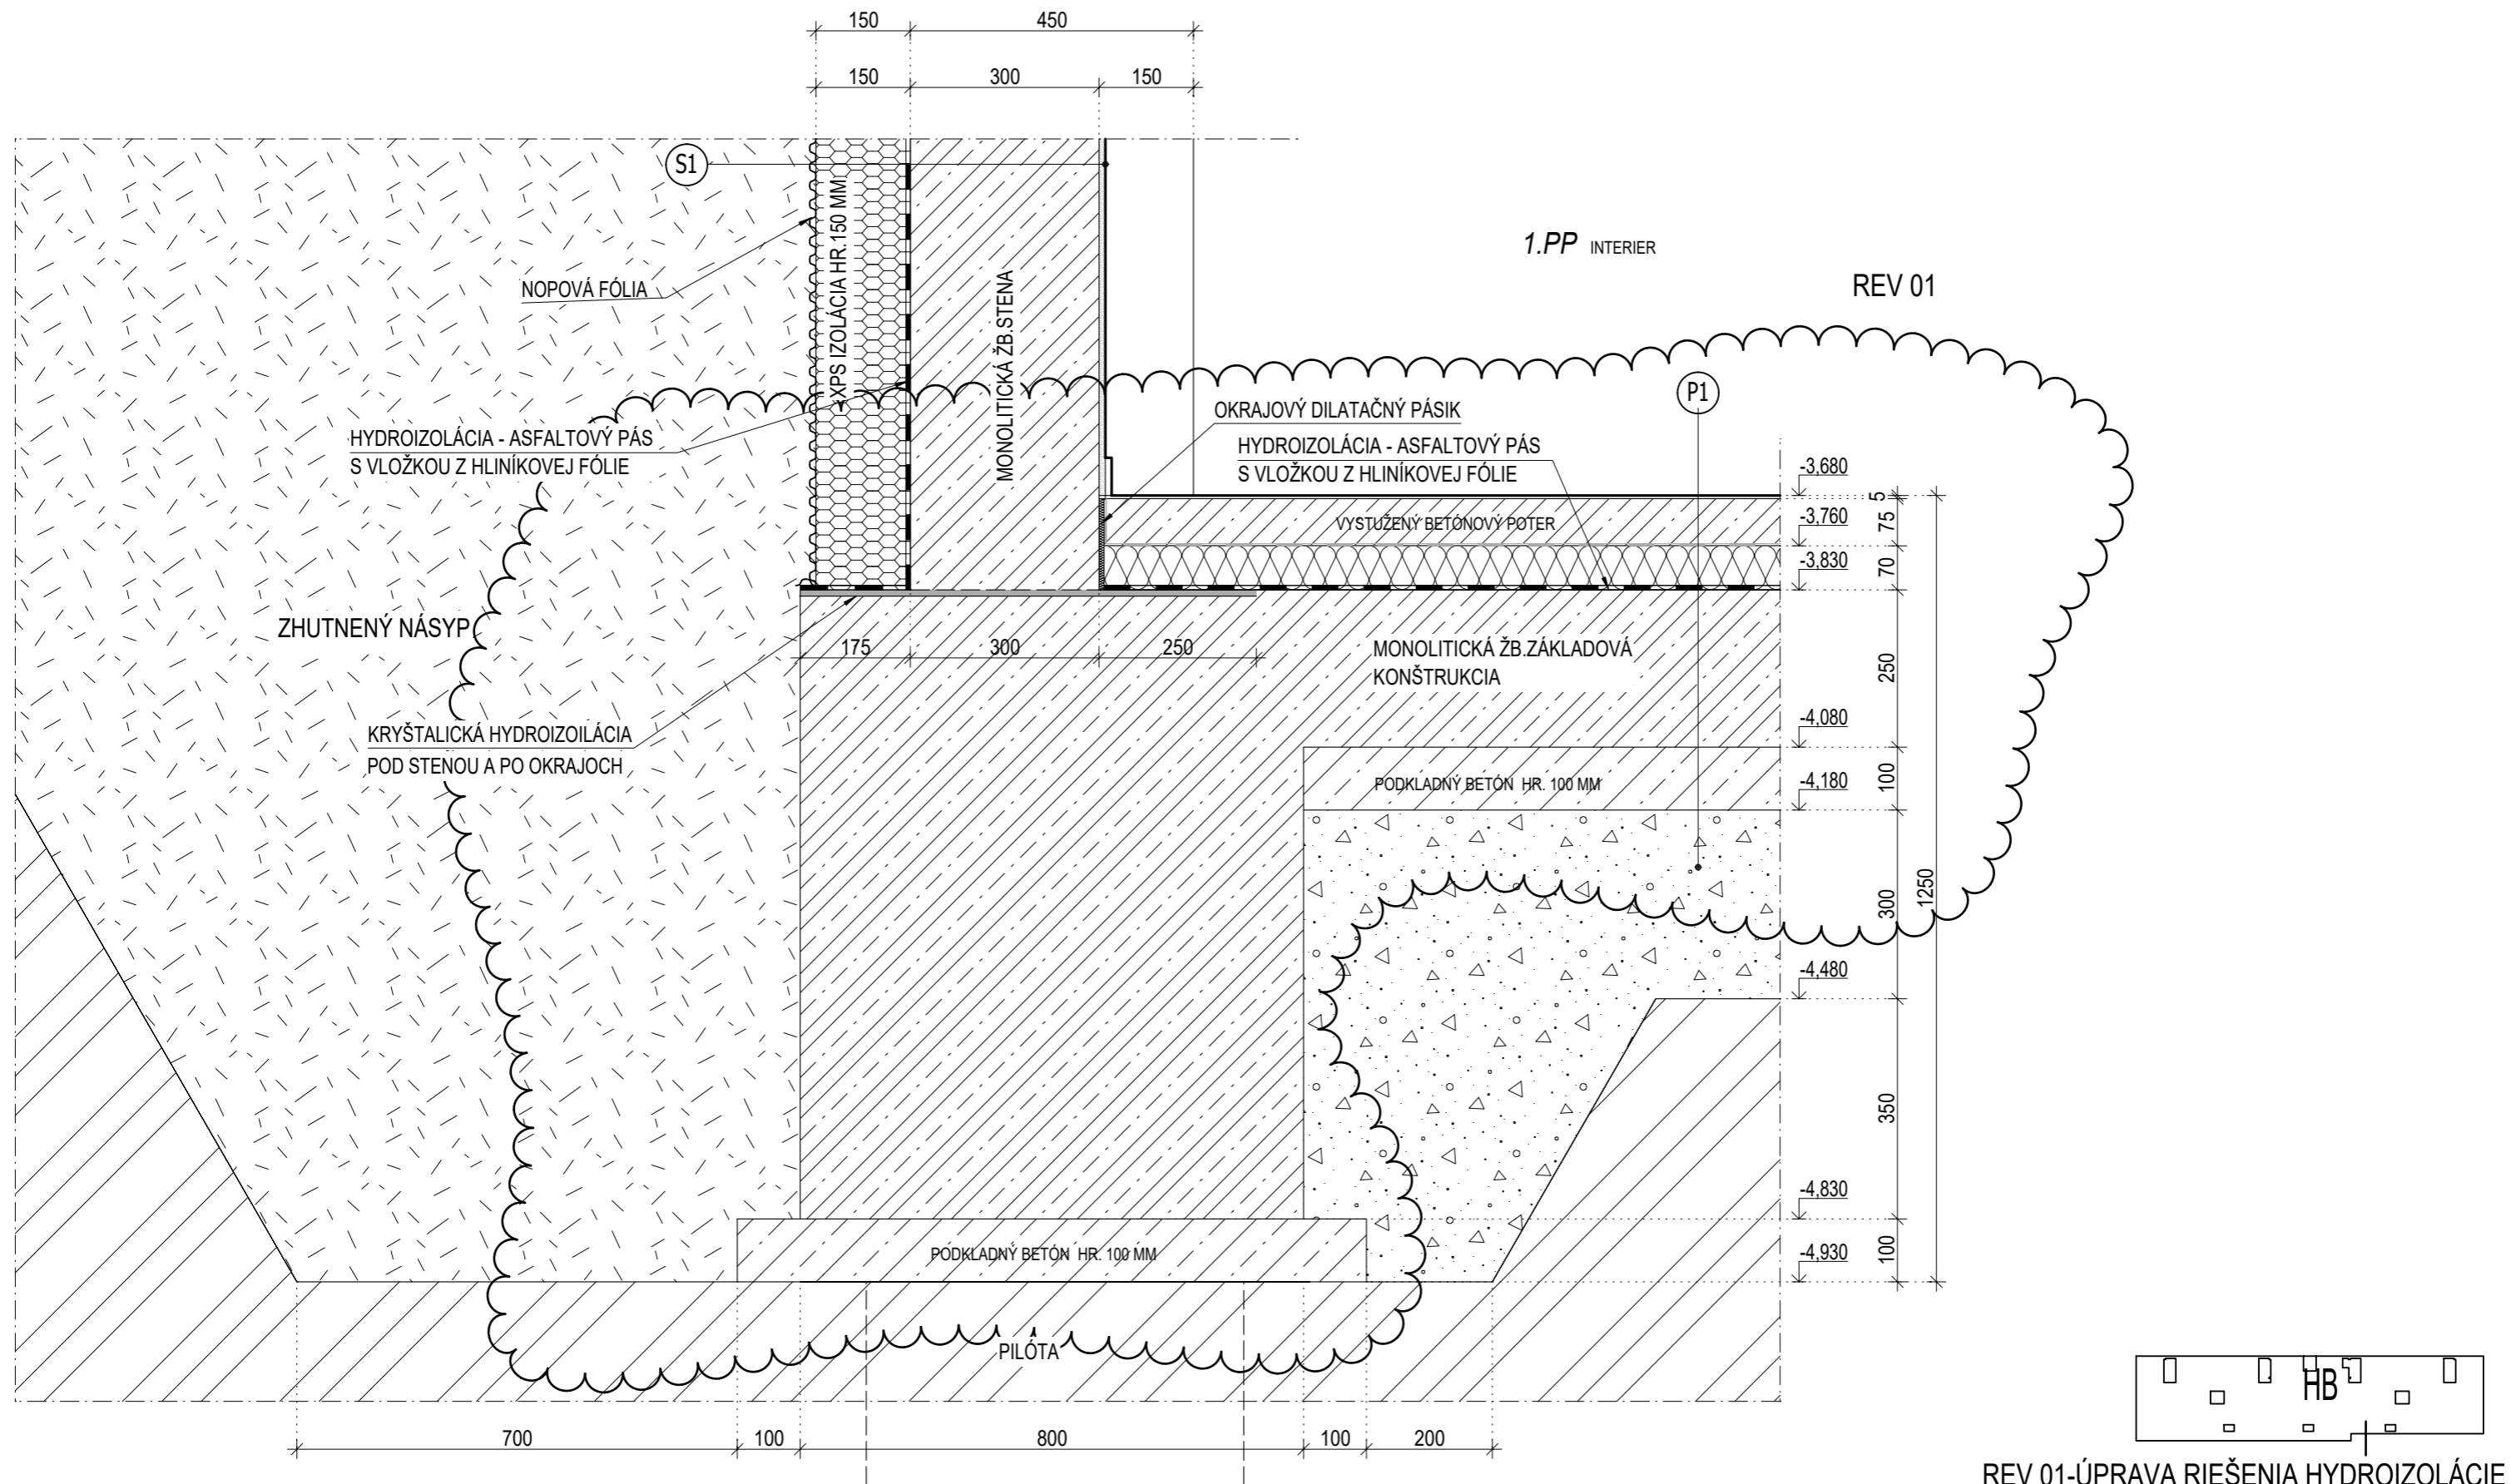 150
450
150
300
150
S1
XPS IZOLÁCIA HR.150 MM
MONOLITICKÁ ŽB.STENA
1.PP INTERIER
REV 01
NOPOVÁ FÓLIA
P1
OKRAJOVÝ DILATAČNÝ PÁSIK
HYDROIZOLÁCIA - ASFALTOVÝ PÁS
S VLOŽKOU Z HLINÍKOVEJ FÓLIE
HYDROIZOLÁCIA - ASFALTOVÝ PÁS
S VLOŽKOU Z HLINÍKOVEJ FÓLIE
-3,680
5
VYSTUŽENÝ BETÓNOVÝ POTER
-3,760
75
-3,830
70
ZHUTNENÝ NÁSYP
175
300
250
MONOLITICKÁ ŽB.ZÁKLADOVÁ
KONŠTRUKCIA
250
KRYŠTALICKÁ HYDROIZOILÁCIA
POD STENOU A PO OKRAJOCH
-4,080
PODKLADNÝ BETÓN HR. 100 MM
-4,180
100
300
1250
-4,480
350
-4,830
PODKLADNÝ BETÓN HR. 100 MM
-4,930
100
PILÓTA
700
100
800
100
200
HB
REV 01-ÚPRAVA RIEŠENIA HYDROIZOLÁCIE